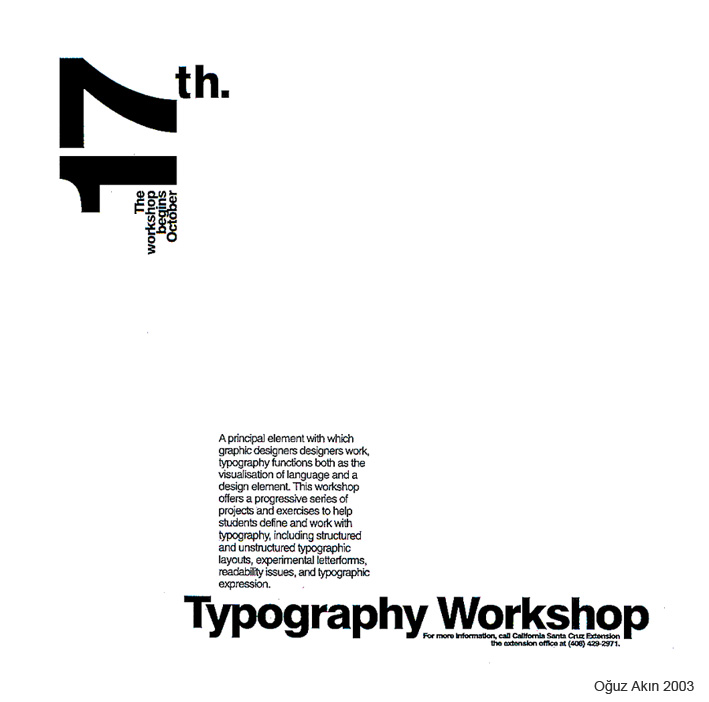 The
workshop
begins
October
17
th.
A principal element with which
graphic designers designers work,
typography functions both as the
visualisation of language and a
design element. This workshop
offers a progressive series of
projects and exercises to help
students define and work with
typography, including structured
and unstructured typographic
layouts, experimental letterforms,
readability issues, and typographic
expression.
Typography Workshop
For more information, call California Santa Cruz Extension
the extension office at (408) 429-2971.
Oğuz Akın 2003